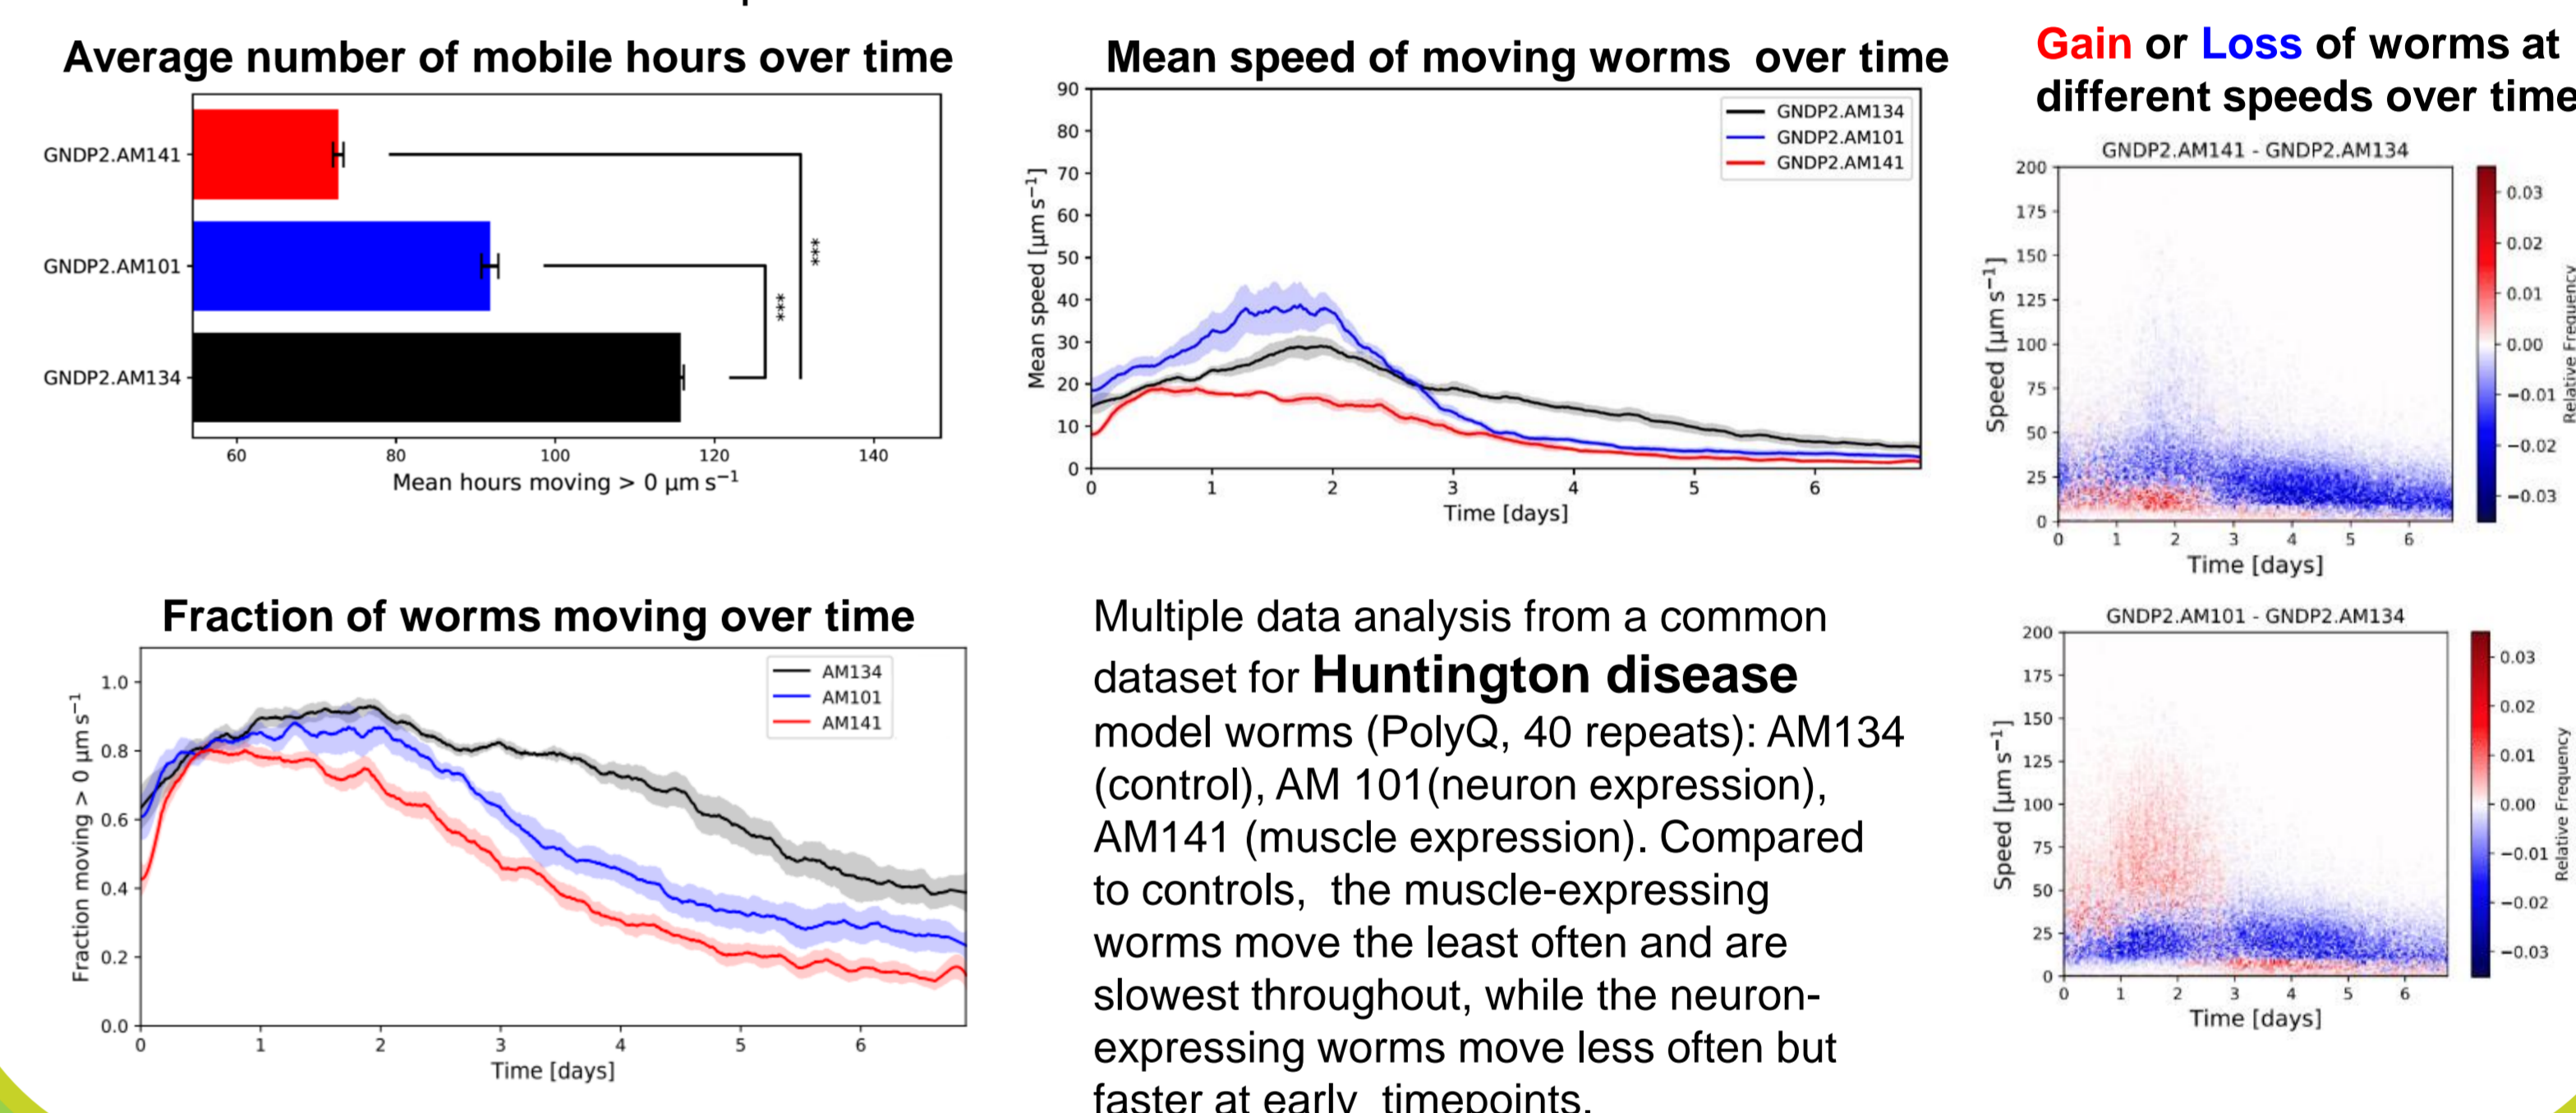 Average number of mobile hours over time
GNDP2.AM141
GNDP2.AM101
GNDP2.AM134
***
***
60 80 100 120 140
Mean hours moving > 0 µm s⁻¹
Mean speed of moving worms over time
Mean speed [µm s⁻¹]
90
80
70
60
50
40
30
20
10
0
GNDP2.AM134
GNDP2.AM101
GNDP2.AM141
0 1 2 3 4 5 6
Time [days]
Gain or Loss of worms at
different speeds over time
GNDP2.AM141 - GNDP2.AM134
Speed [µm s⁻¹]
200
175
150
125
100
75
50
25
0
0 1 2 3 4 5 6
Time [days]
0.03
0.02
0.01
0.00
−0.01
−0.02
−0.03
Relative Frequency
Fraction of worms moving over time
Fraction moving > 0 µm s⁻¹
1.0
0.8
0.6
0.4
0.2
0.0
AM134
AM101
AM141
0 1 2 3 4 5 6
Time [days]
Multiple data analysis from a common
dataset for Huntington disease
model worms (PolyQ, 40 repeats): AM134
(control), AM 101(neuron expression),
AM141 (muscle expression). Compared
to controls, the muscle-expressing
worms move the least often and are
slowest throughout, while the neuron-
expressing worms move less often but
faster at early timepoints.
GNDP2.AM101 - GNDP2.AM134
Speed [µm s⁻¹]
200
175
150
125
100
75
50
25
0
0 1 2 3 4 5 6
Time [days]
0.03
0.02
0.01
0.00
−0.01
−0.02
−0.03
Relative Frequency